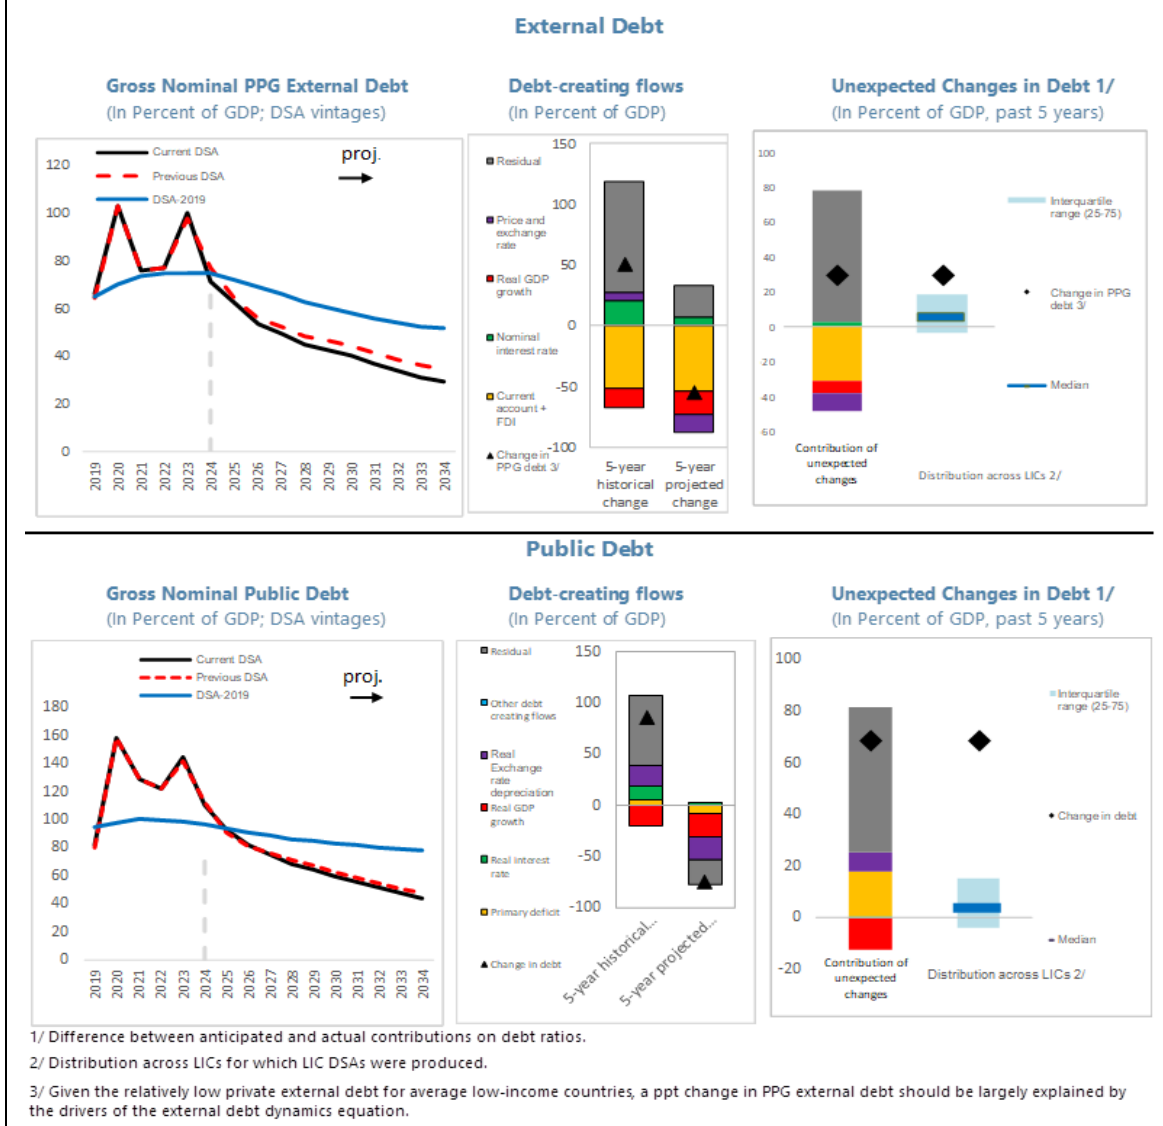 External Debt
Gross Nominal PPG External Debt
(In Percent of GDP; DSA vintages)
Current DSA
Previous DSA
DSA-2019
proj.
120
100
80
60
40
20
0
2019
2020
2021
2022
2023
2024
2025
2026
2027
2028
2029
2030
2031
2032
2033
2034
Debt-creating flows
(In Percent of GDP)
Residual
Price and
exchange
rate
Real GDP
growth
Nominal
interest rate
Current
account +
FDI
Change in
PPG debt 3/
150
100
50
0
-50
-100
5-year
historical
change
5-year
projected
change
Unexpected Changes in Debt 1/
(In Percent of GDP, past 5 years)
100
80
60
40
20
0
20
40
60
Interquartile
range (25-75)
Change in PPG
debt 3/
Median
Contribution of
unexpected
changes
Distribution across LICs 2/
Public Debt
Gross Nominal Public Debt
(In Percent of GDP; DSA vintages)
Current DSA
Previous DSA
DSA-2019
proj.
180
160
140
120
100
80
60
40
20
0
2019
2020
2021
2022
2023
2024
2025
2026
2027
2028
2029
2030
2031
2032
2033
2034
Debt-creating flows
(In Percent of GDP)
Residual
Other debt
creating flows
Real
Exchange
rate
depreciation
Real GDP
growth
Real interest
rate
Primary deficit
Change in debt
150
100
50
0
-50
-100
5-year historical...
5-year projected...
Unexpected Changes in Debt 1/
(In Percent of GDP, past 5 years)
100
80
60
40
20
0
-20
Interquartile
range (25-75)
Change in debt
Median
Contribution of
unexpected
changes
Distribution across LICs 2/
1/ Difference between anticipated and actual contributions on debt ratios.
2/ Distribution across LICs for which LIC DSAs were produced.
3/ Given the relatively low private external debt for average low-income countries, a ppt change in PPG external debt should be largely explained by
the drivers of the external debt dynamics equation.